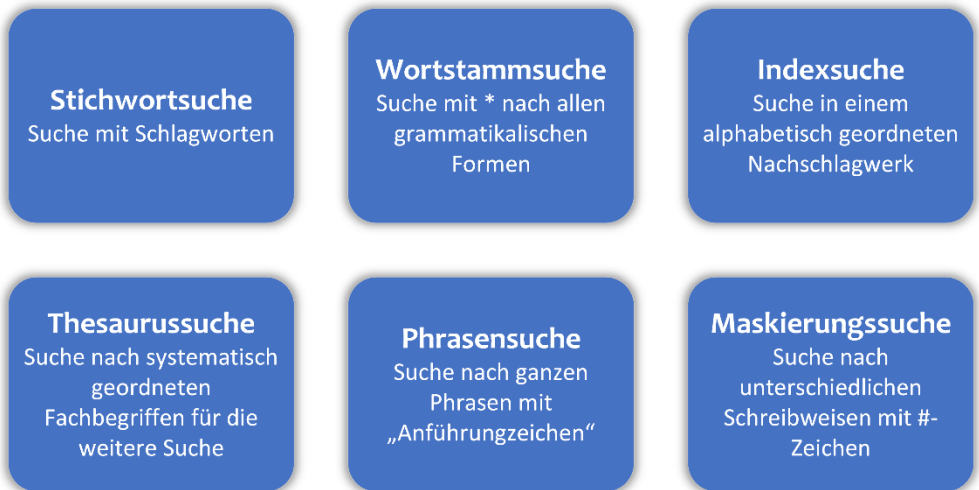 Stichwortsuche
Suche mit Schlagworten
Wortstammsuche
Suche mit * nach allen
grammatikalischen
Formen
Indexsuche
Suche in einem
alphabetisch geordneten
Nachschlagwerk
Thesaurussuche
Suche nach systematisch
geordneten
Fachbegriffen für die
weitere Suche
Phrasensuche
Suche nach ganzen
Phrasen mit
„Anführungzeichen“
Maskierungssuche
Suche nach
unterschiedlichen
Schreibweisen mit #-
Zeichen